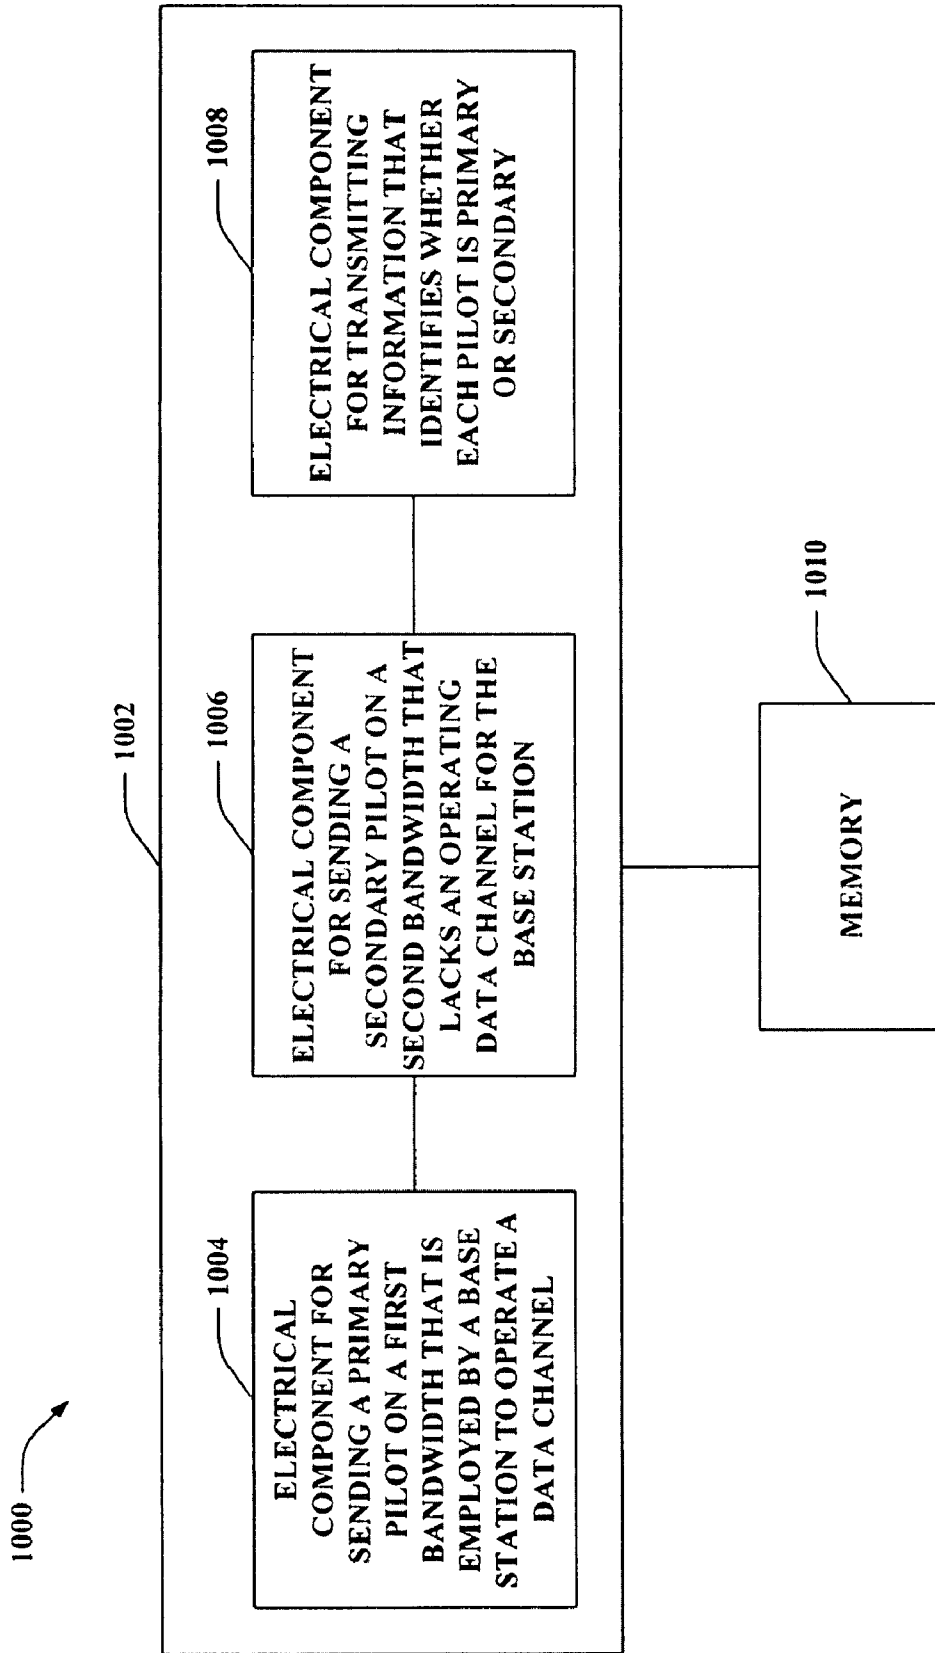 1000
1002
1004
ELECTRICAL
COMPONENT FOR
SENDING A PRIMARY
PILOT ON A FIRST
BANDWIDTH THAT IS
EMPLOYED BY A BASE
STATION TO OPERATE A
DATA CHANNEL
1006
ELECTRICAL COMPONENT
FOR SENDING A
SECONDARY PILOT ON A
SECOND BANDWIDTH THAT
LACKS AN OPERATING
DATA CHANNEL FOR THE
BASE STATION
1008
ELECTRICAL COMPONENT
FOR TRANSMITTING
INFORMATION THAT
IDENTIFIES WHETHER
EACH PILOT IS PRIMARY
OR SECONDARY
1010
MEMORY